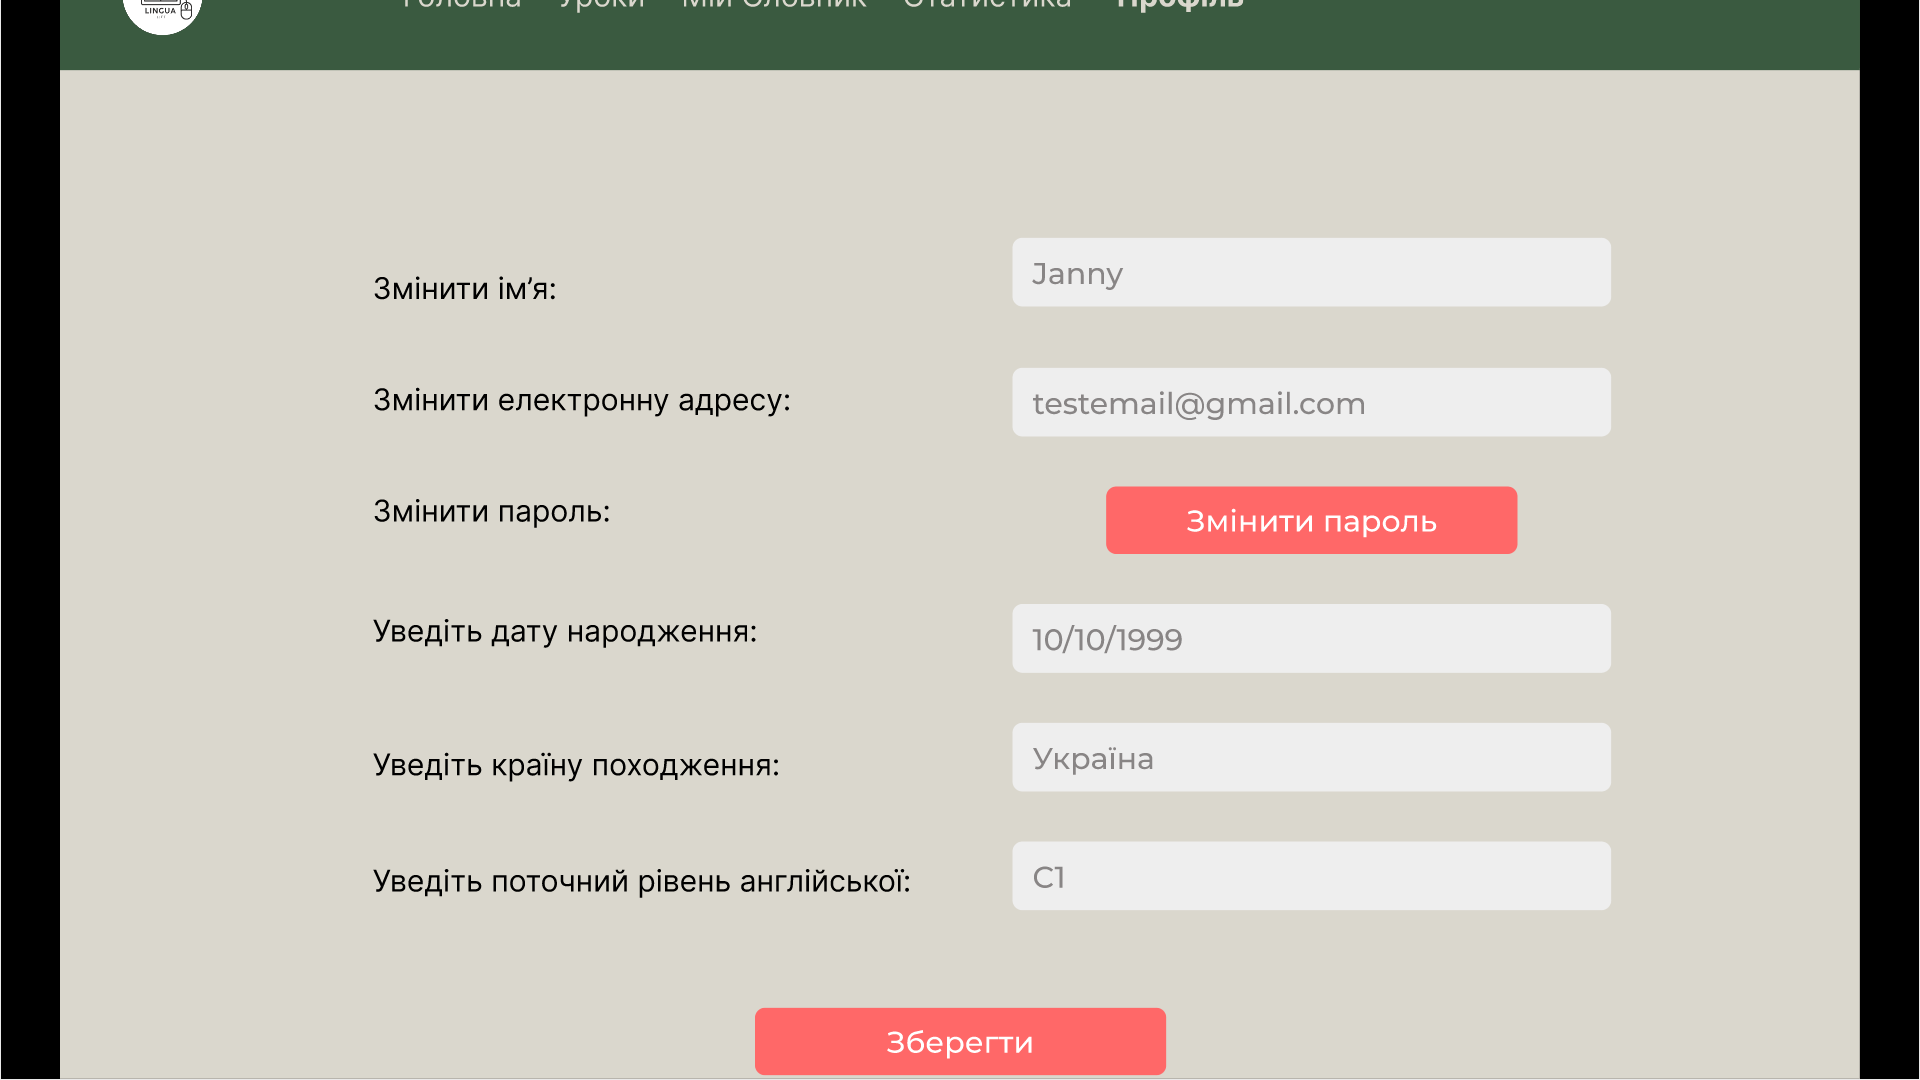 LINGUA
Головна Уроки Мій Словник Статистика Профіль
Змінити ім’я:
Janny
Змінити електронну адресу:
testemail@gmail.com
Змінити пароль:
Змінити пароль
Уведіть дату народження:
10/10/1999
Уведіть країну походження:
Україна
Уведіть поточний рівень англійської:
C1
Зберегти